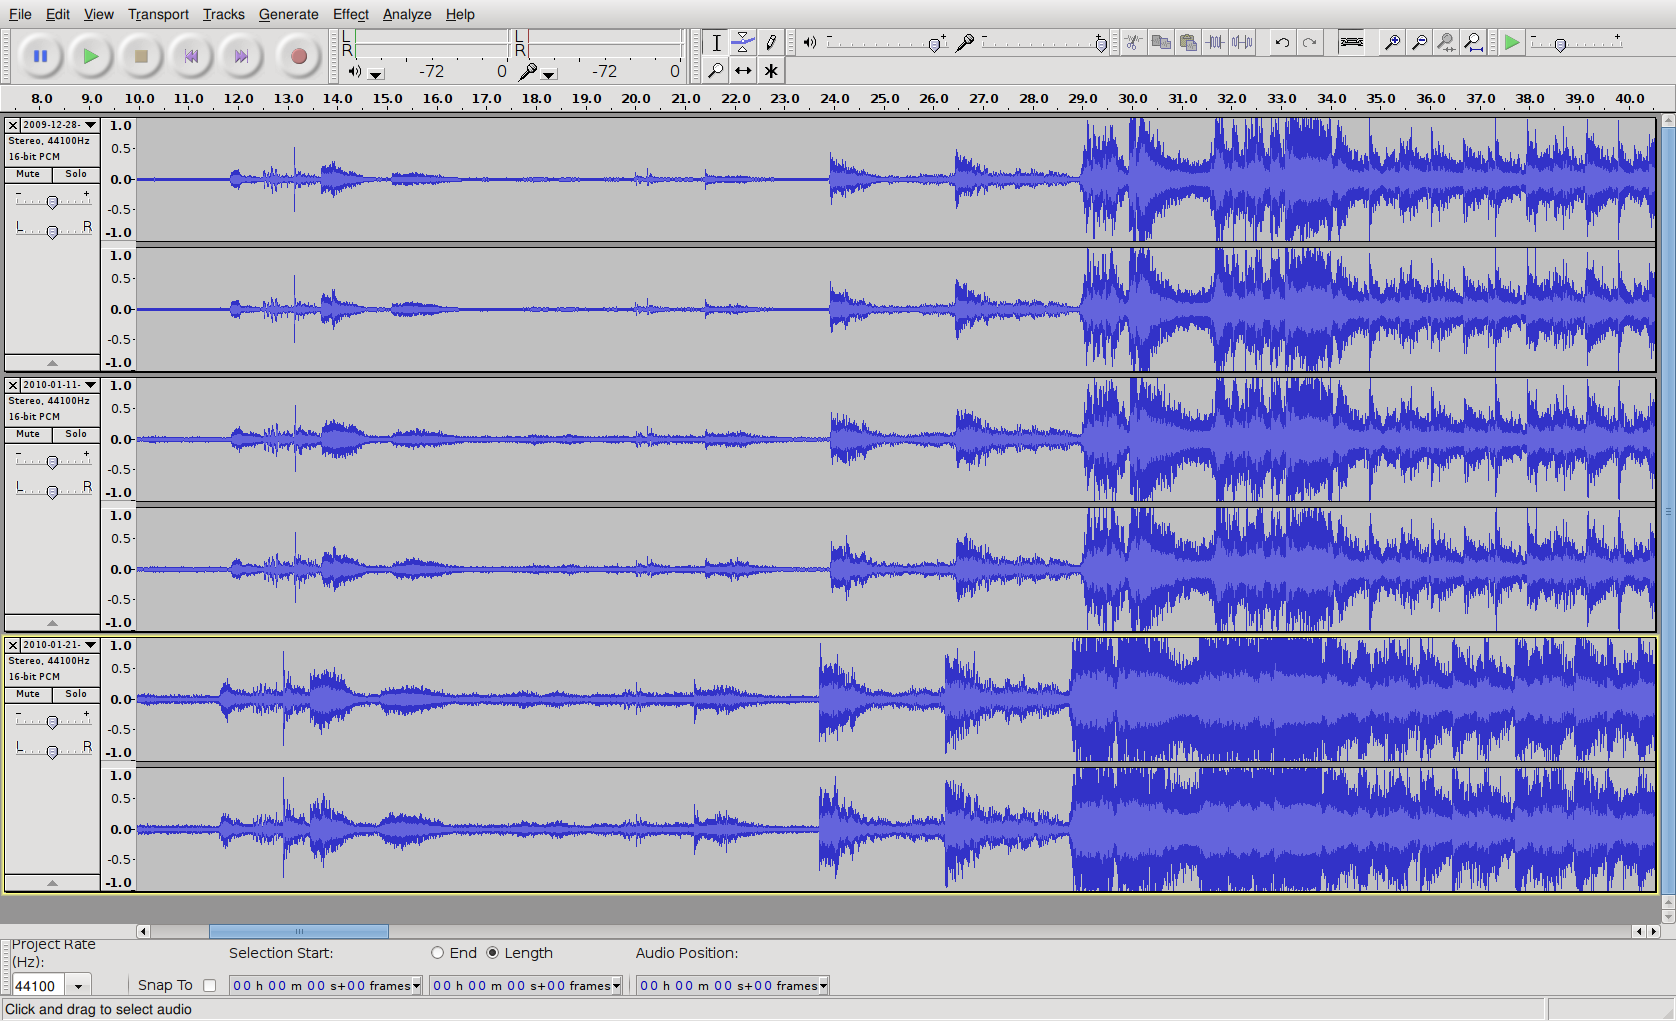 File Edit View Transport Tracks Generate Effect Analyze Help
L
R
-72 0
L
R
-72 0
8.0 9.0 10.0 11.0 12.0 13.0 14.0 15.0 16.0 17.0 18.0 19.0 20.0 21.0 22.0 23.0 24.0 25.0 26.0 27.0 28.0 29.0 30.0 31.0 32.0 33.0 34.0 35.0 36.0 37.0 38.0 39.0 40.0
2009-12-28-
Stereo, 44100Hz
16-bit PCM
Mute Solo
- +
L R
1.0
0.5
0.0
-0.5
-1.0
1.0
0.5
0.0
-0.5
-1.0
2010-01-11-
Stereo, 44100Hz
16-bit PCM
Mute Solo
- +
L R
1.0
0.5
0.0
-0.5
-1.0
1.0
0.5
0.0
-0.5
-1.0
2010-01-21-
Stereo, 44100Hz
16-bit PCM
Mute Solo
- +
L R
1.0
0.5
0.0
-0.5
-1.0
1.0
0.5
0.0
-0.5
-1.0
Project Rate
(Hz):
44100
Snap To
Selection Start:
00 h 00 m 00 s+00 frames
End Length
00 h 00 m 00 s+00 frames
Audio Position:
00 h 00 m 00 s+00 frames
Click and drag to select audio